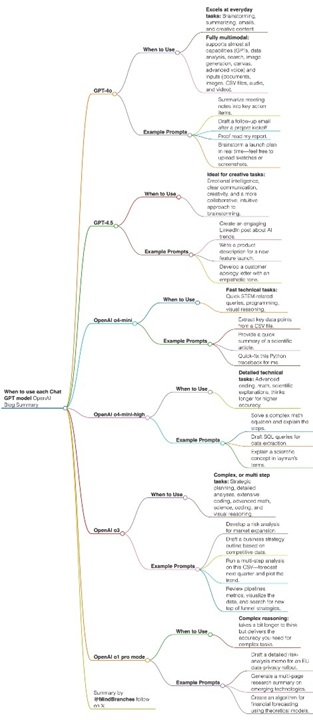 Excels at everyday
tasks: Brainstorming,
summarizing, emails,
and creative content
Fully multimodal:
supports almost all
capabilities (GPTs, data
analysis, search, image
generation, canvas,
advanced voice) and
inputs (documents,
images, CSV files, audio,
and video).
When to Use
GPT-4o
Example Prompts
Summarize meeting
notes into key action
items.
Draft a follow-up email
after a project kickoff.
Proof read my report.
Brainstorm a launch plan
in real time—feel free to
upload sketches or
screenshots.
Ideal for creative tasks:
Emotional intelligence,
clear communication,
creativity, and a more
collaborative, intuitive
approach to
brainstorming.
When to Use
GPT-4.5
Example Prompts
Create an engaging
LinkedIn post about AI
trends.
Write a product
description for a new
feature launch.
Develop a customer
apology letter with an
empathetic tone.
Fast technical tasks:
Quick STEM-related
queries, programming,
visual reasoning.
When to Use
OpenAI o4-mini
Example Prompts
Extract key data points
from a CSV file.
Provide a quick
summary of a scientific
article.
Quick-fix this Python
traceback for me.
Detailed technical
tasks: Advanced
coding, math, scientific
explanations, thinks
longer for higher
accuracy.
When to Use
When to use each Chat
GPT model OpenAI
Blog Summary
OpenAI o4-mini-high
Example Prompts
Solve a complex math
equation and explain the
steps.
Draft SQL queries for
data extraction.
Explain a scientific
concept in layman's
terms.
Complex, or multi step
tasks: Strategic
planning, detailed
analyses, extensive
coding, advanced math,
science, coding, and
visual reasoning.
When to Use
OpenAI o3
Example Prompts
Develop a risk analysis
for market expansion.
Draft a business strategy
outline based on
competitive data.
Run a multi-step analysis
on this CSV—forecast
next quarter and plot the
trend.
Review pipelines
metrics, visualize the
data, and search for new
top of funnel strategies.
Complex reasoning:
takes a bit longer to think
but delivers the
accuracy you need for
complex tasks.
When to Use
OpenAI o1 pro mode
Example Prompts
Draft a detailed risk-
analysis memo for an EU
data-privacy rollout.
Generate a multi-page
research summary on
emerging technologies.
Create an algorithm for
financial forecasting
using theoretical models.
Summary by
@MindBranches follow
on X